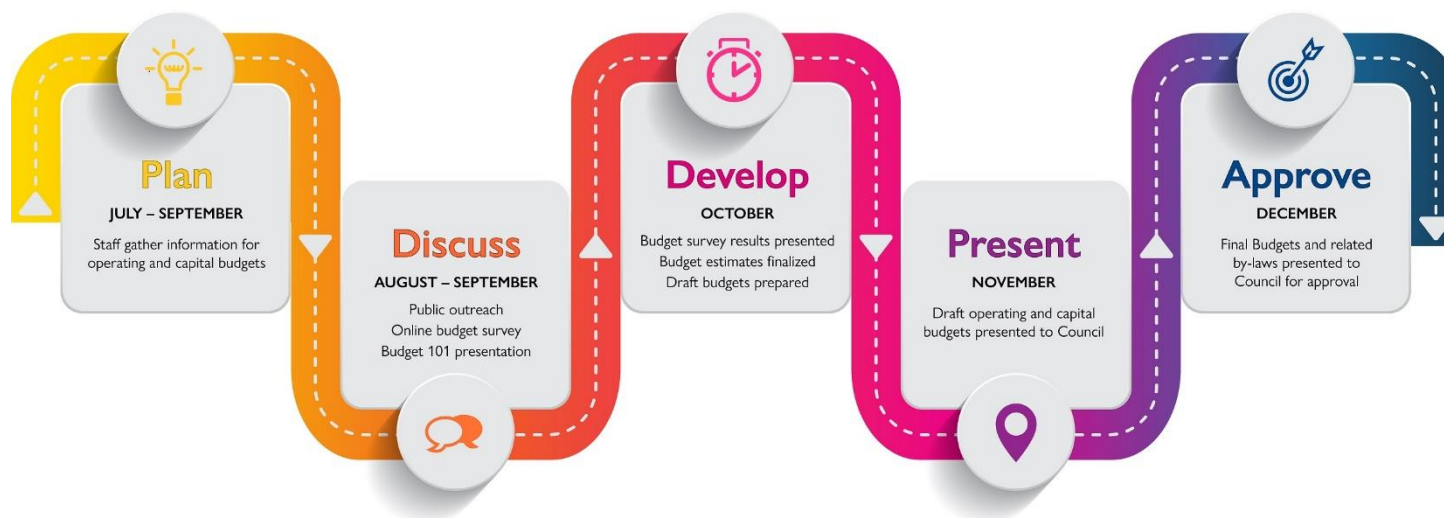 Plan
JULY – SEPTEMBER
Staff gather information for
operating and capital budgets
Discuss
AUGUST – SEPTEMBER
Public outreach
Online budget survey
Budget 101 presentation
Develop
OCTOBER
Budget survey results presented
Budget estimates finalized
Draft budgets prepared
Present
NOVEMBER
Draft operating and capital
budgets presented to Council
Approve
DECEMBER
Final Budgets and related
by-laws presented to
Council for approval